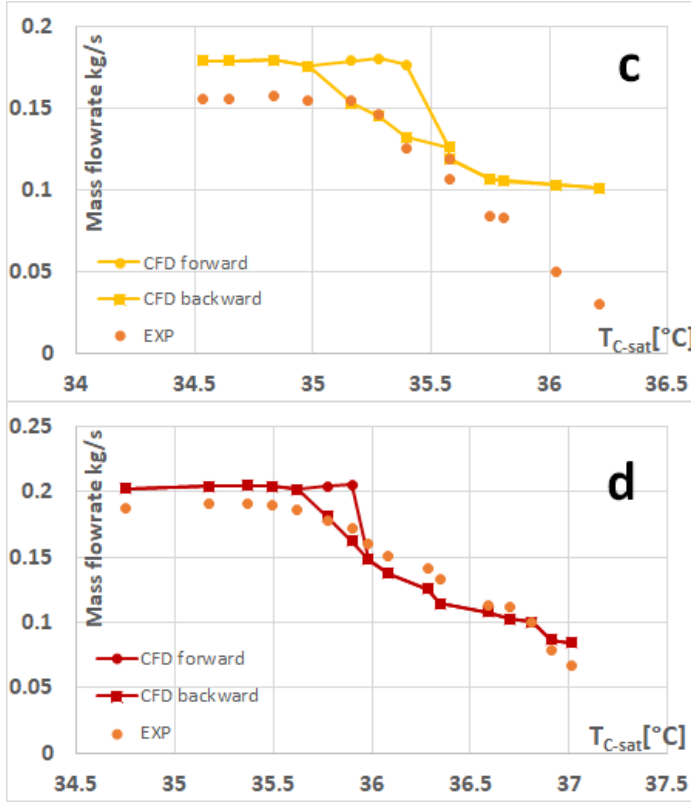 0.2
0.15
0.1
0.05
0
Mass flowrate kg/s
c
CFD forward
CFD backward
EXP
T_C-sat[°C]
34 34.5 35 35.5 36 36.5
0.25
0.2
0.15
0.1
0.05
0
Mass flowrate kg/s
d
CFD forward
CFD backward
EXP
T_C-sat[°C]
34.5 35 35.5 36 36.5 37 37.5